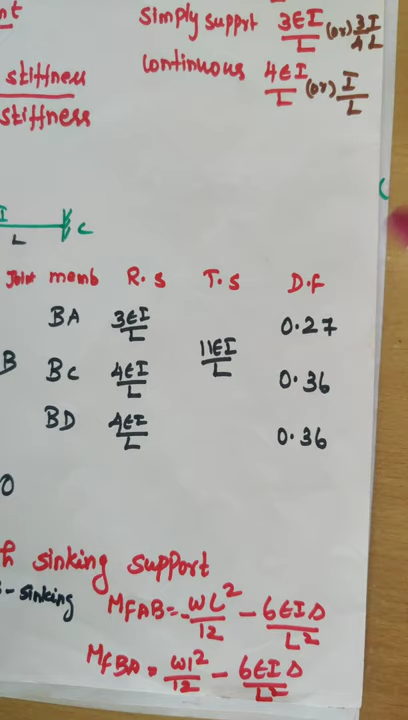 nt
simply supprt 3EI/L (or) 3I/4L
stiffness
stiffness
continuous 4EI/L (or) I/L
I
L
C
Joint memb R.S T.S D.F
BA 3EI/L 0.27
B BC 4EI/L 11EI/L 0.36
BD 4EI/L 0.36
0
h sinking support
- sinking
MFAB = -WL²/12 - 6EIΔ/L²
MfBA = Wl²/12 - 6EIΔ/L²